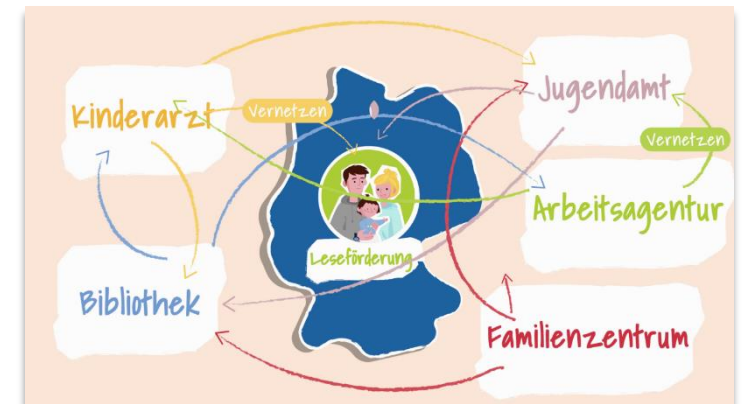 Kinderarzt
Vernetzen
Jugendamt
Vernetzen
Arbeitsagentur
Leseförderung
Bibliothek
Familienzentrum